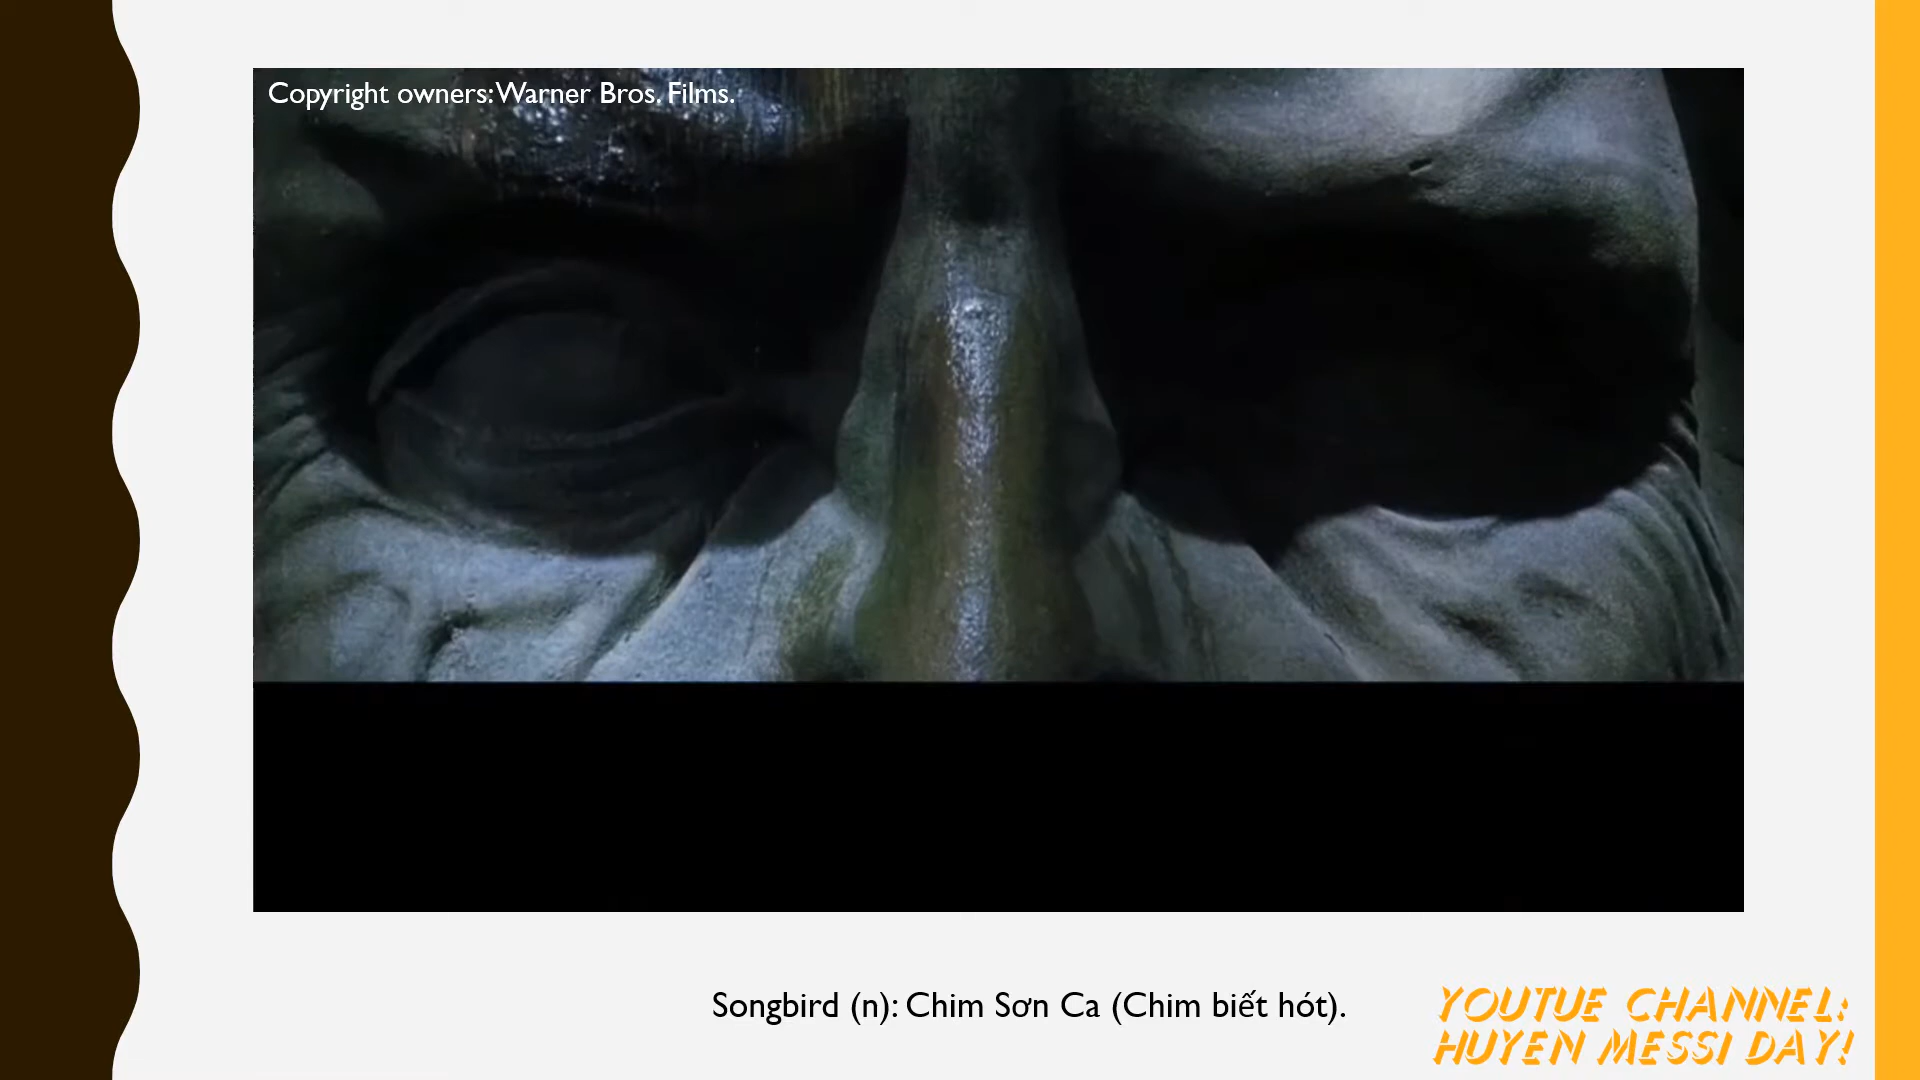 Copyright owners: Warner Bros. Films.
Songbird (n): Chim Sơn Ca (Chim biết hót).
YOUTUE CHANNEL:
HUYEN MESSI DAY!